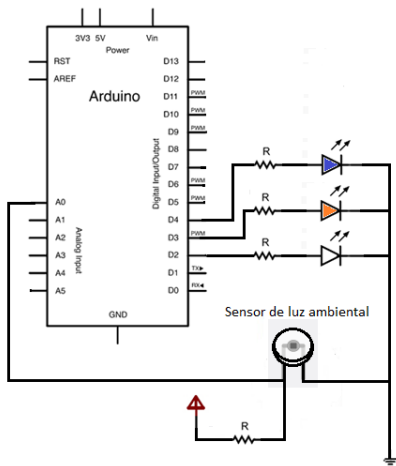 3V3 5V Vin
Power
RST D13
AREF D12
Arduino
PWM D11
PWM D10
PWM D9
D8
D7
PWM D6
PWM D5
Digital Input/Output
A0 D4
A1 PWM D3
A2 D2
A3 TX D1
A4 RX D0
A5
Analog Input
GND
R
R
R
Sensor de luz ambiental
R